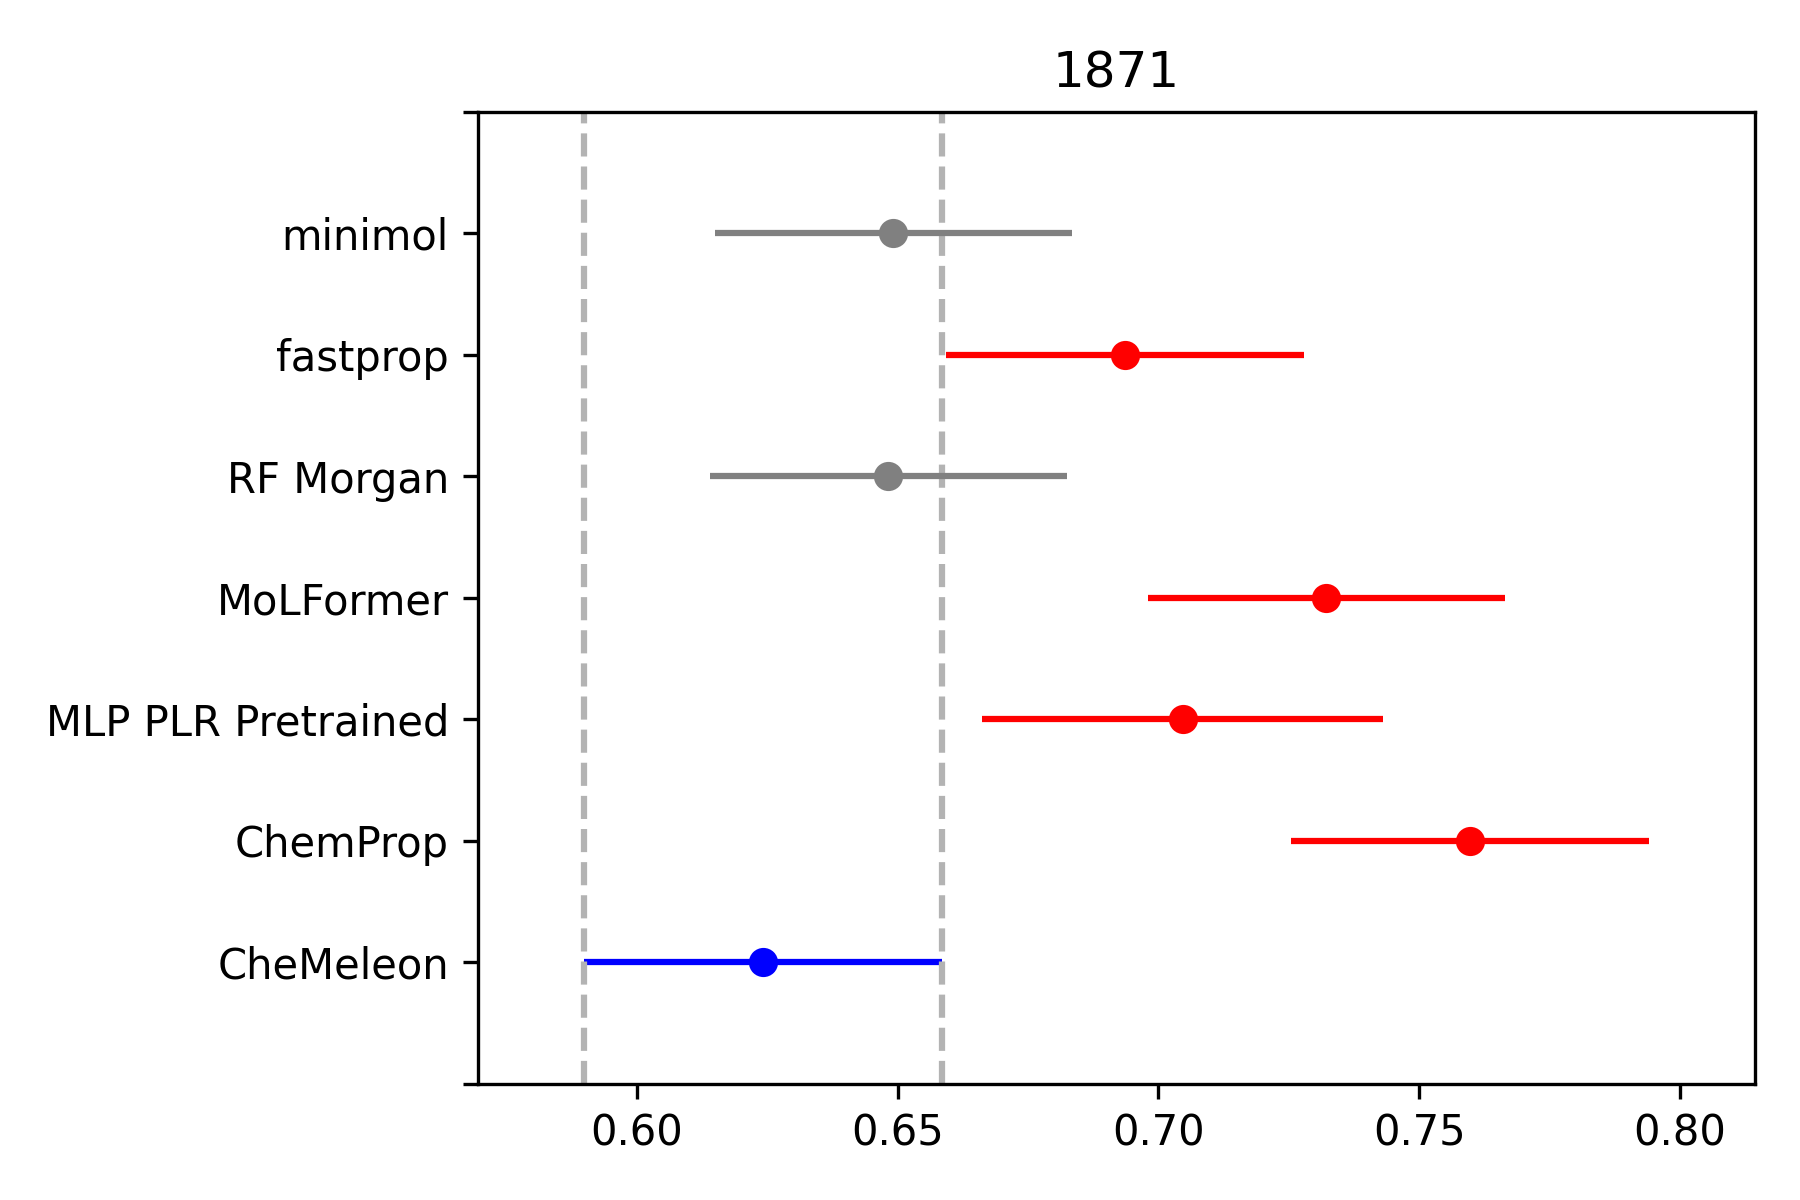 1871
minimol
fastprop
RF Morgan
MoLFormer
MLP PLR Pretrained
ChemProp
CheMeleon
0.60 0.65 0.70 0.75 0.80